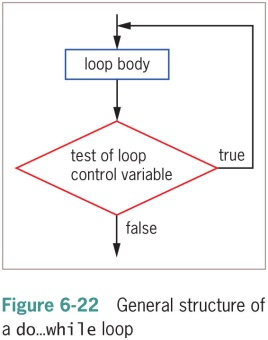 loop body
test of loop
control variable
true
false
Figure 6-22 General structure of
a do…while loop